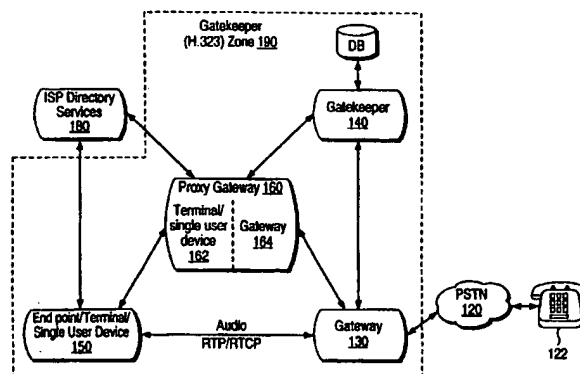 Gatekeeper
(H.323) Zone 190
DB
ISP Directory
Services
180
Gatekeeper
140
Proxy Gateway 160
Terminal/
single user
device
162
Gateway
164
End point/Terminal/
Single User Device
150
Audio
RTP/RTCP
Gateway
130
PSTN
120
122